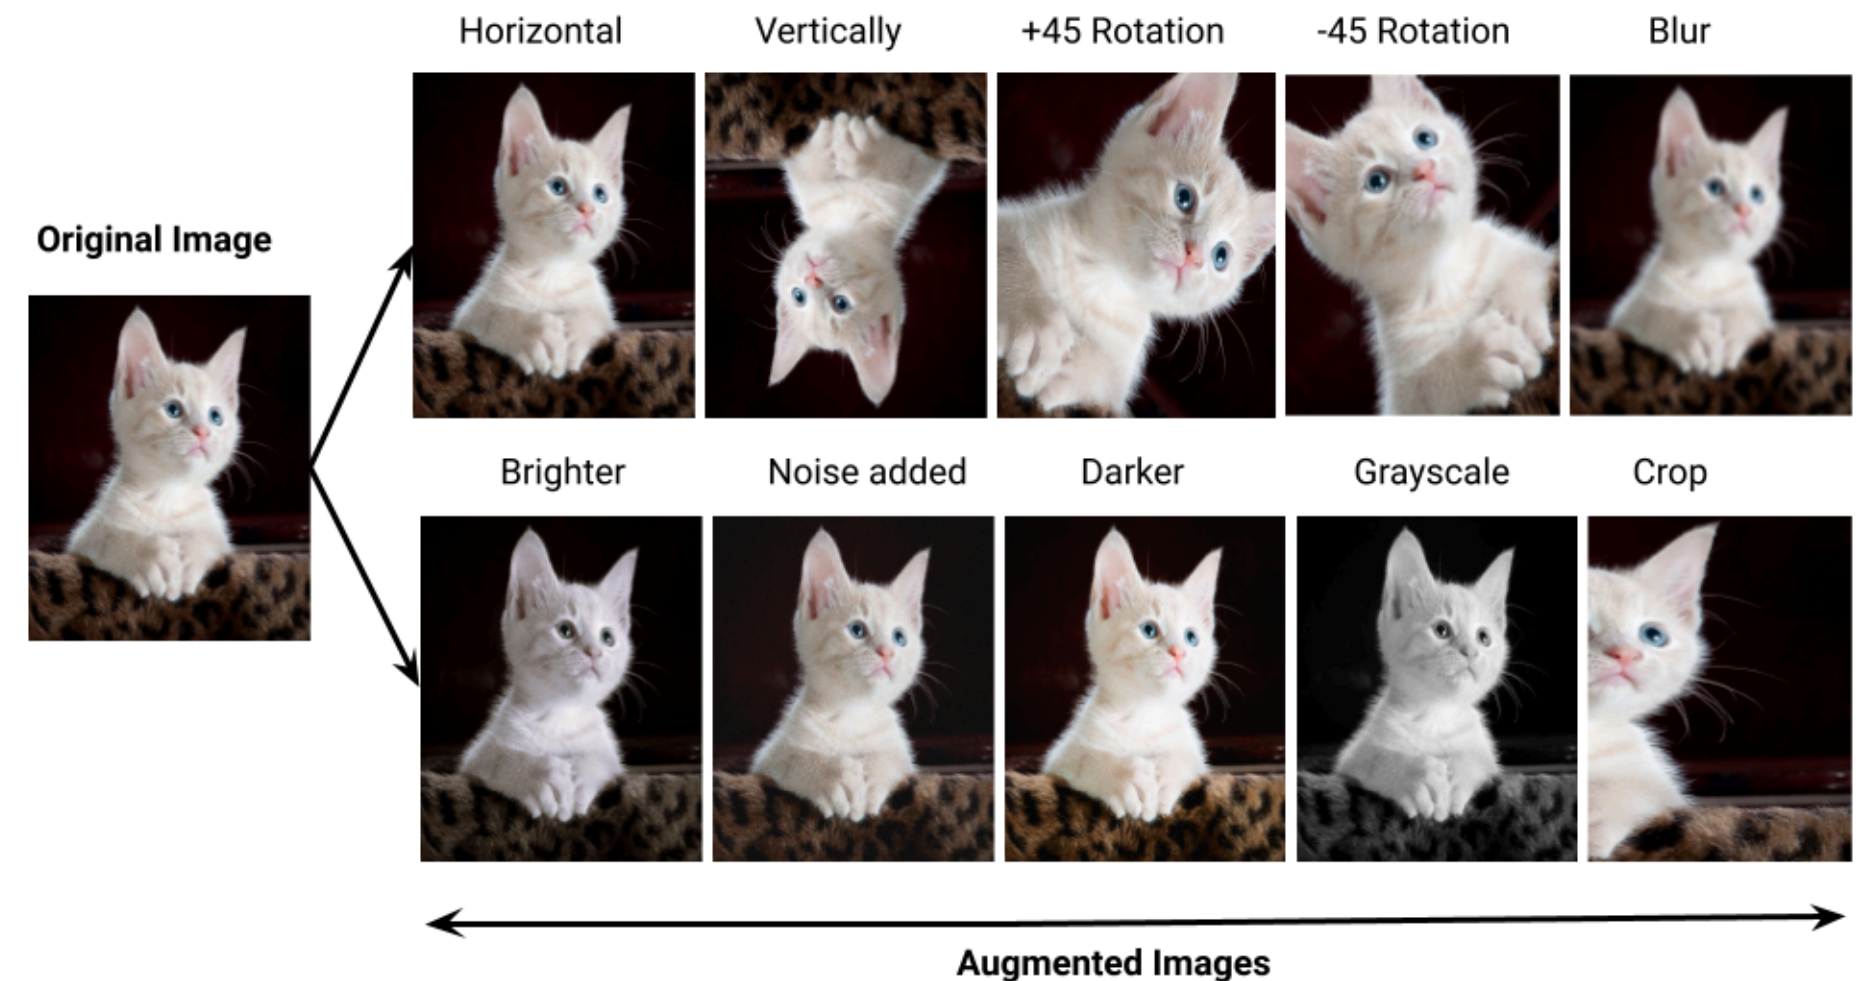 Horizontal
Vertically
+45 Rotation
-45 Rotation
Blur
Original Image
Brighter
Noise added
Darker
Grayscale
Crop
Augmented Images